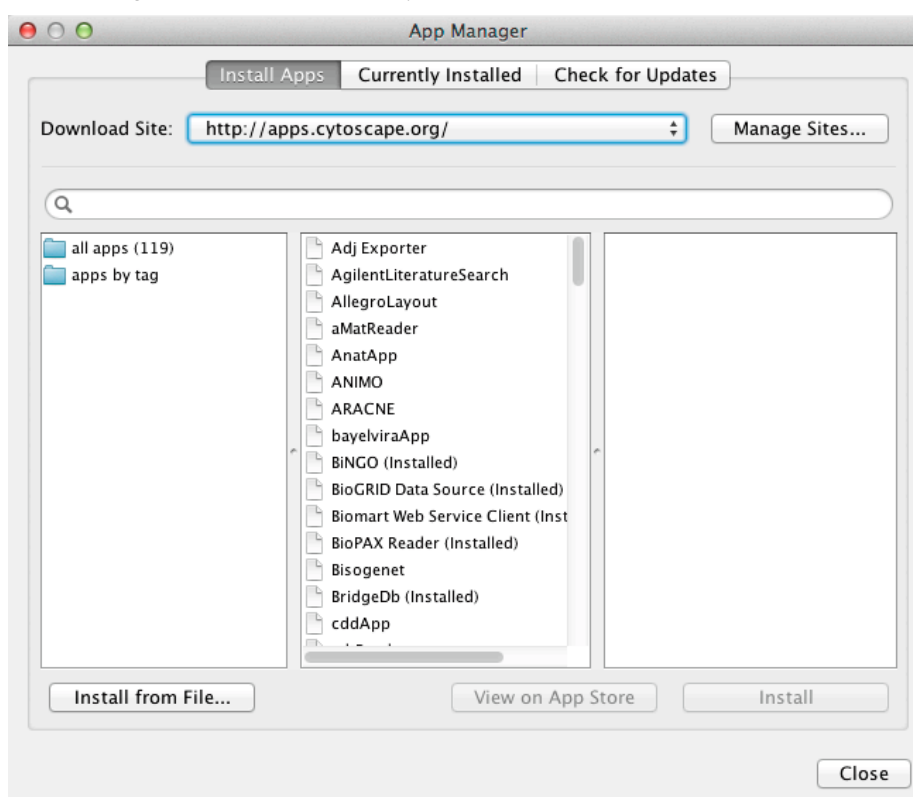 App Manager
Install Apps Currently Installed Check for Updates
Download Site: http://apps.cytoscape.org/ Manage Sites...
all apps (119)
apps by tag
Adj Exporter
AgilentLiteratureSearch
AllegroLayout
aMatReader
AnatApp
ANIMO
ARACNE
bayelviraApp
BiNGO (Installed)
BioGRID Data Source (Installed)
Biomart Web Service Client (Inst
BioPAX Reader (Installed)
Bisogenet
BridgeDb (Installed)
cddApp
Install from File... View on App Store Install
Close